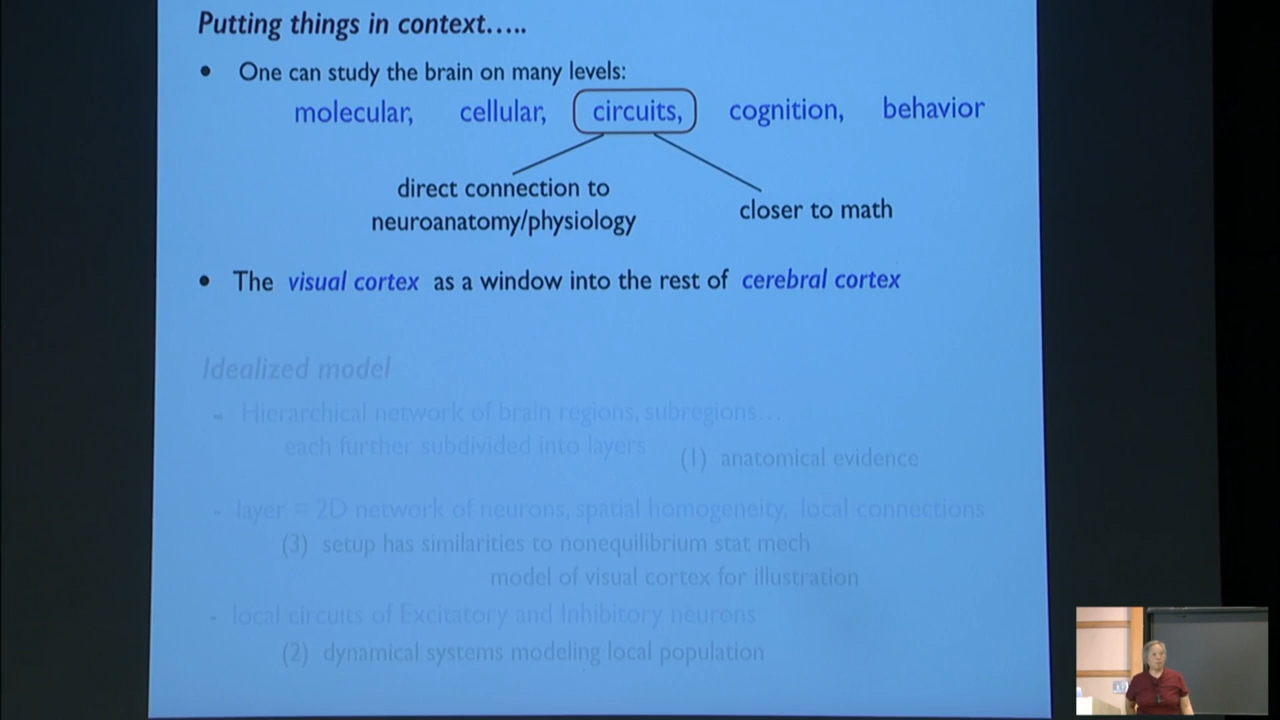 Putting things in context.....
• One can study the brain on many levels:
molecular, cellular, circuits, cognition, behavior
direct connection to
neuroanatomy/physiology
closer to math
• The visual cortex as a window into the rest of cerebral cortex
Idealized model
- Hierarchical network of brain regions, subregions...
each further subdivided into layers
(1) anatomical evidence
- layer = 2D network of neurons, spatial homogeneity, local connections
(3) setup has similarities to nonequilibrium stat mech
model of visual cortex for illustration
- local circuits of Excitatory and Inhibitory neurons
(2) dynamical systems modeling local population